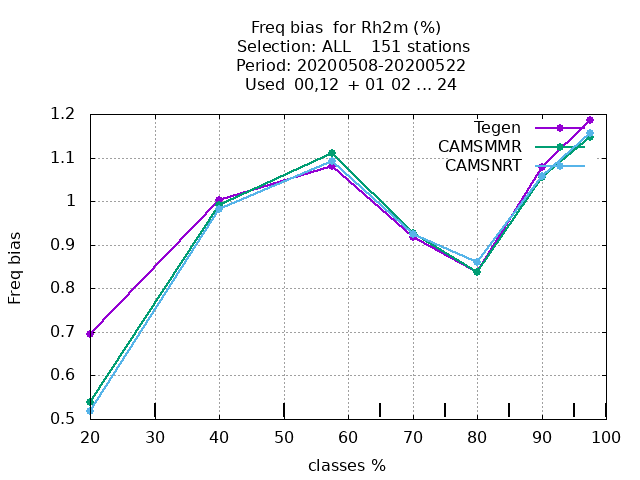 Freq bias  for Rh2m (%)
Selection: ALL    151 stations
Period: 20200508-20200522
Used  00,12  + 01 02 ... 24
Tegen
CAMSMMR
CAMSNRT
1.2
1.1
1
0.9
0.8
0.7
0.6
0.5
Freq bias
20 30 40 50 60 70 80 90 100
classes %